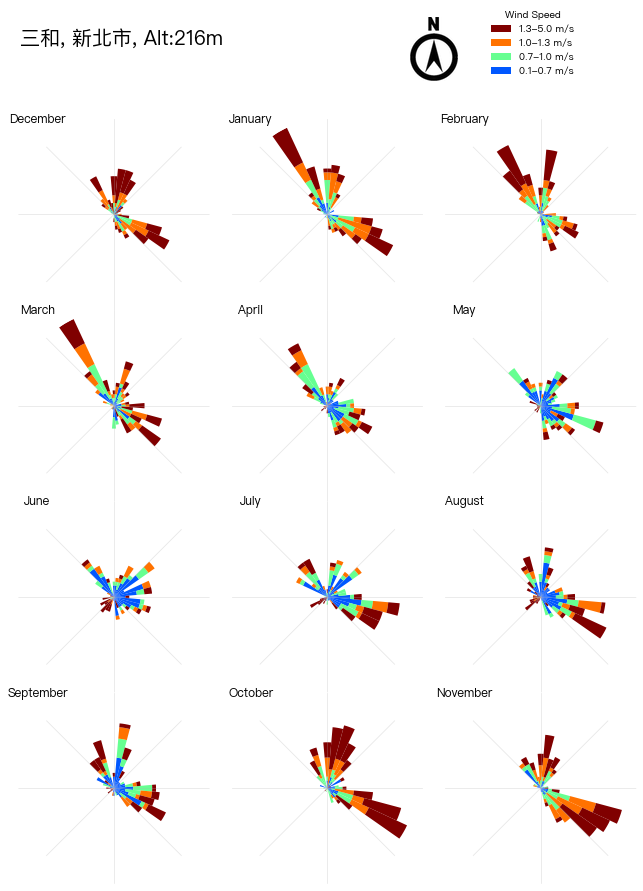 三和, 新北市, Alt:216m
N
Wind Speed
1.3–5.0 m/s
1.0–1.3 m/s
0.7–1.0 m/s
0.1–0.7 m/s
December
January
February
March
April
May
June
July
August
September
October
November